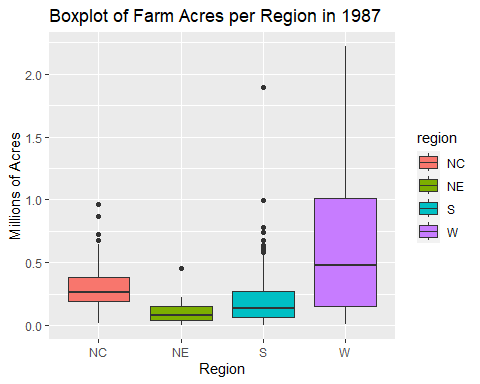 Boxplot of Farm Acres per Region in 1987
Millions of Acres
2.0
1.5
1.0
0.5
0.0
NC
NE
S
W
Region
region
NC
NE
S
W